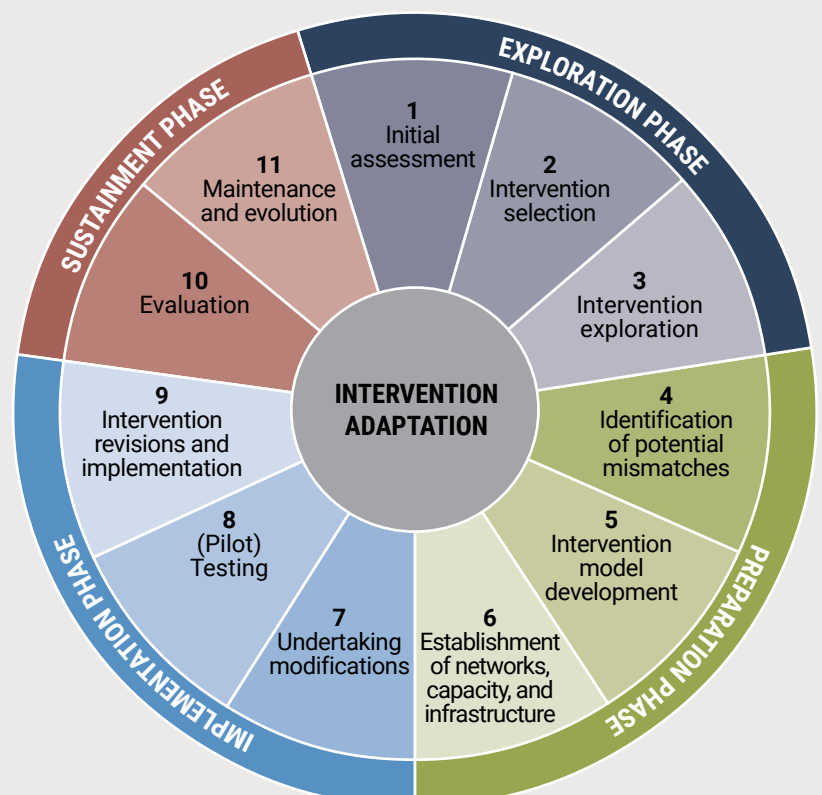 EXPLORATION PHASE
1
Initial
assessment
2
Intervention
selection
3
Intervention
exploration
PREPARATION PHASE
4
Identification
of potential
mismatches
5
Intervention
model
development
6
Establishment
of networks,
capacity, and
infrastructure
IMPLEMENTATION PHASE
7
Undertaking
modifications
8
(Pilot)
Testing
9
Intervention
revisions and
implementation
SUSTAINMENT PHASE
10
Evaluation
11
Maintenance
and evolution
INTERVENTION
ADAPTATION